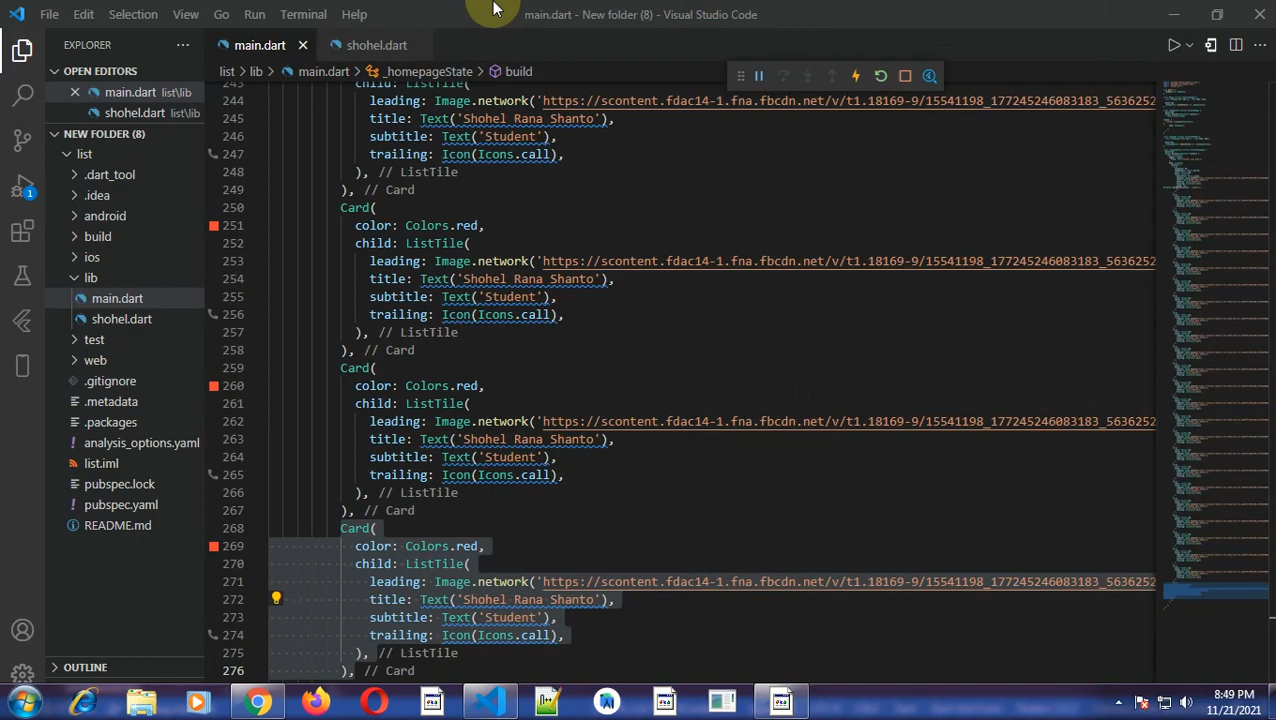 File Edit Selection View Go Run Terminal Help main.dart - New folder (8) - Visual Studio Code
EXPLORER
main.dart
shohel.dart
list > lib > main.dart > _homepageState > build
OPEN EDITORS
main.dart list\lib
shohel.dart list\lib
NEW FOLDER (8)
list
.dart_tool
.idea
android
build
ios
lib
main.dart
shohel.dart
test
web
.gitignore
.metadata
.packages
analysis_options.yaml
list.iml
pubspec.lock
pubspec.yaml
README.md
OUTLINE
1
244 leading: Image.network('https://scontent.fdac14-1.fna.fbcdn.net/v/t1.18169-9/15541198_177245246083183_5636252
245 title: Text('Shohel Rana Shanto'),
246 subtitle: Text('Student'),
247 trailing: Icon(Icons.call),
248 ), // ListTile
249 ), // Card
250 Card(
251 color: Colors.red,
252 child: ListTile(
253 leading: Image.network('https://scontent.fdac14-1.fna.fbcdn.net/v/t1.18169-9/15541198_177245246083183_5636252
254 title: Text('Shohel Rana Shanto'),
255 subtitle: Text('Student'),
256 trailing: Icon(Icons.call),
257 ), // ListTile
258 ), // Card
259 Card(
260 color: Colors.red,
261 child: ListTile(
262 leading: Image.network('https://scontent.fdac14-1.fna.fbcdn.net/v/t1.18169-9/15541198_177245246083183_5636252
263 title: Text('Shohel Rana Shanto'),
264 subtitle: Text('Student'),
265 trailing: Icon(Icons.call),
266 ), // ListTile
267 ), // Card
268 Card(
269 color: Colors.red,
270 child: ListTile(
271 leading: Image.network('https://scontent.fdac14-1.fna.fbcdn.net/v/t1.18169-9/15541198_177245246083183_5636252
272 title: Text('Shohel Rana Shanto'),
273 subtitle: Text('Student'),
274 trailing: Icon(Icons.call),
275 ), // ListTile
276 ), // Card
8:49 PM
11/21/2021